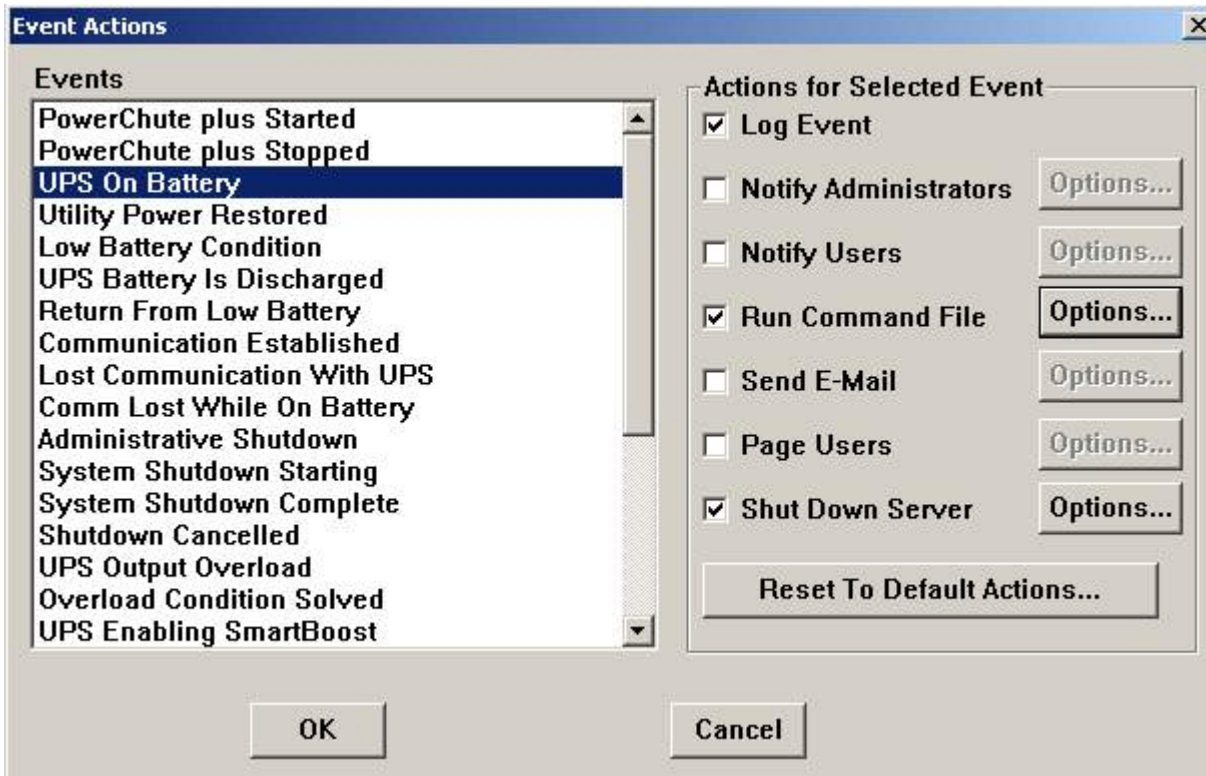 Event Actions
Events
PowerChute plus Started
PowerChute plus Stopped
UPS On Battery
Utility Power Restored
Low Battery Condition
UPS Battery Is Discharged
Return From Low Battery
Communication Established
Lost Communication With UPS
Comm Lost While On Battery
Administrative Shutdown
System Shutdown Starting
System Shutdown Complete
Shutdown Cancelled
UPS Output Overload
Overload Condition Solved
UPS Enabling SmartBoost
Actions for Selected Event
Log Event
Notify Administrators Options...
Notify Users Options...
Run Command File Options...
Send E-Mail Options...
Page Users Options...
Shut Down Server Options...
Reset To Default Actions...
OK Cancel